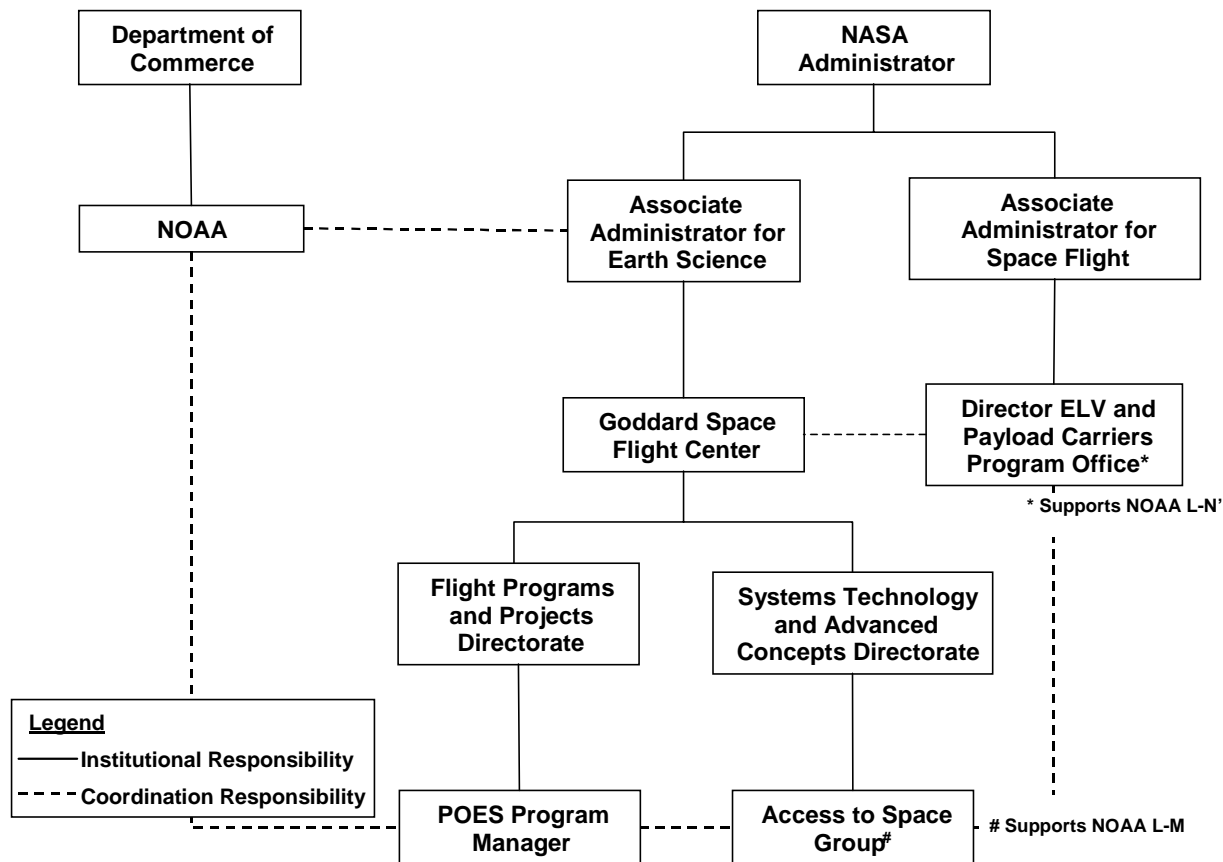 Department of
Commerce
NASA
Administrator
NOAA
Associate
Administrator for
Earth Science
Associate
Administrator for
Space Flight
Goddard Space
Flight Center
Director ELV and
Payload Carriers
Program Office*
* Supports NOAA L-N’
Flight Programs
and Projects
Directorate
Systems Technology
and Advanced
Concepts Directorate
Legend
Institutional Responsibility
Coordination Responsibility
POES Program
Manager
Access to Space
Group#
# Supports NOAA L-M